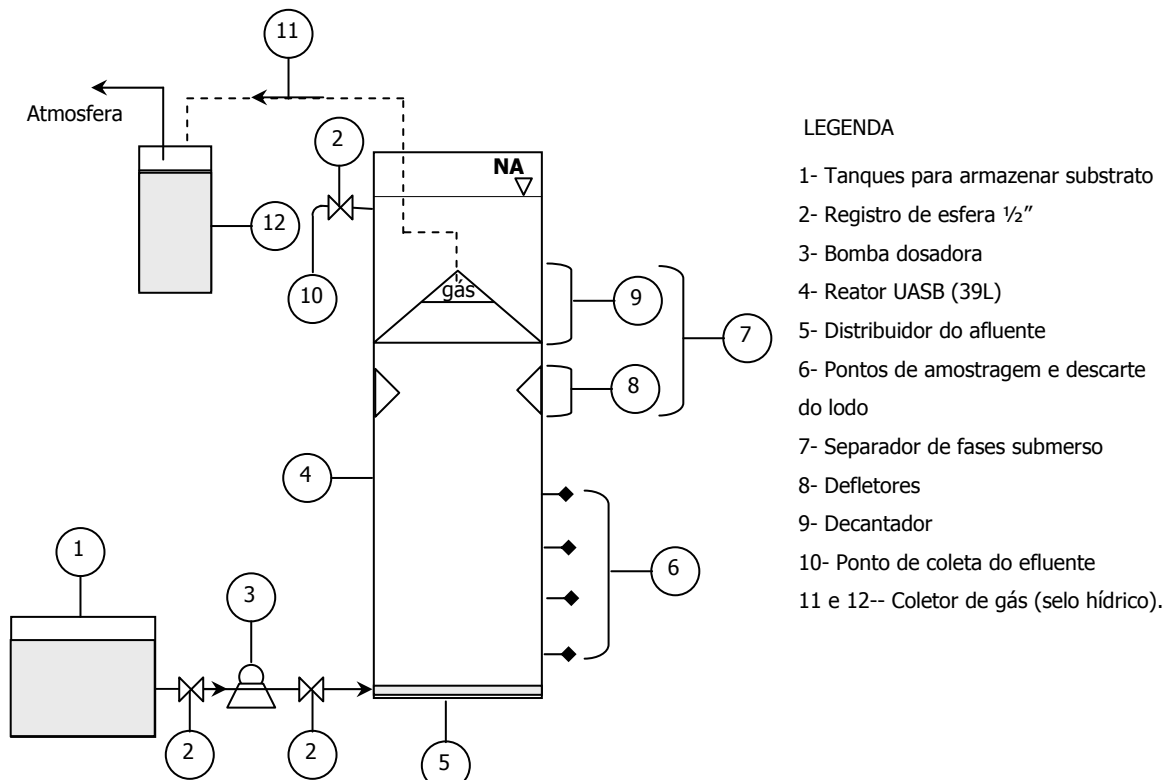 11
Atmosfera
2
NA
12
10
gás
9
7
8
4
1
3
6
2
2
5
LEGENDA
1- Tanques para armazenar substrato
2- Registro de esfera ½”
3- Bomba dosadora
4- Reator UASB (39L)
5- Distribuidor do afluente
6- Pontos de amostragem e descarte
do lodo
7- Separador de fases submerso
8- Defletores
9- Decantador
10- Ponto de coleta do efluente
11 e 12-- Coletor de gás (selo hídrico).